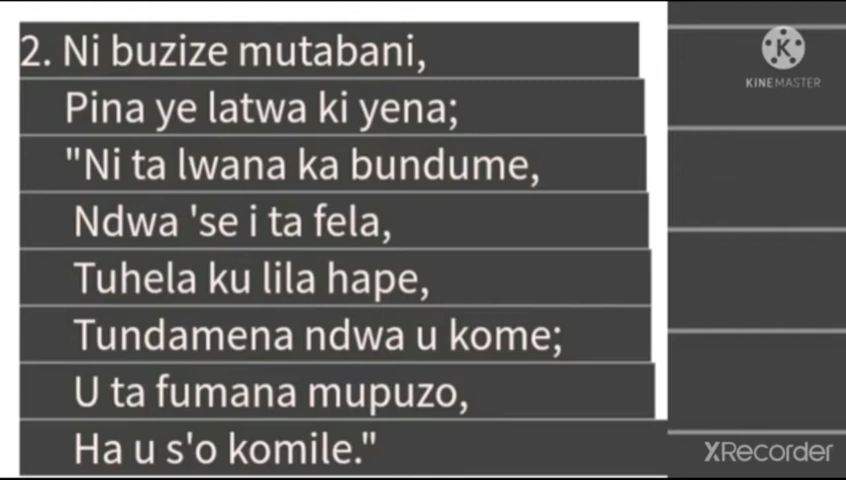 2. Ni buzize mutabani,
Pina ye latwa ki yena;
"Ni ta lwana ka bundume,
Ndwa 'se i ta fela,
Tuhela ku lila hape,
Tundamena ndwa u kome;
U ta fumana mupuzo,
Ha u s'o komile."
K
KINEMASTER
XRecorder